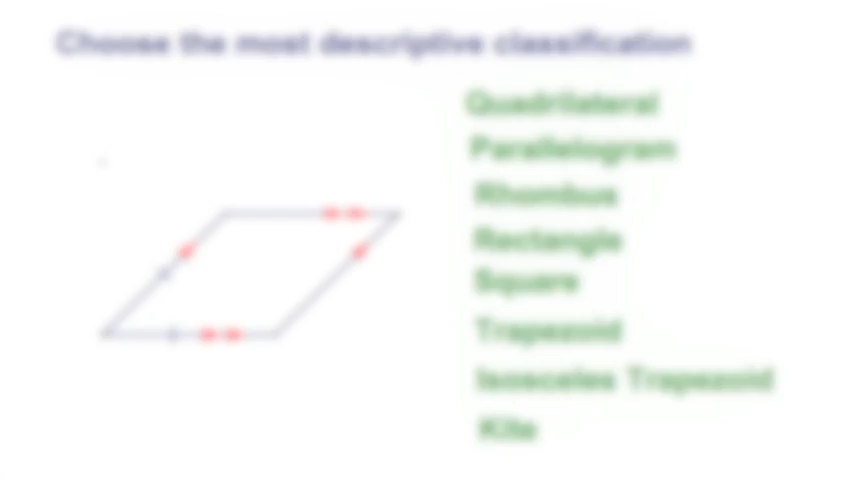 Choose the most descriptive classification
Quadrilateral
Parallelogram
Rhombus
Rectangle
Square
Trapezoid
Isosceles Trapezoid
Kite